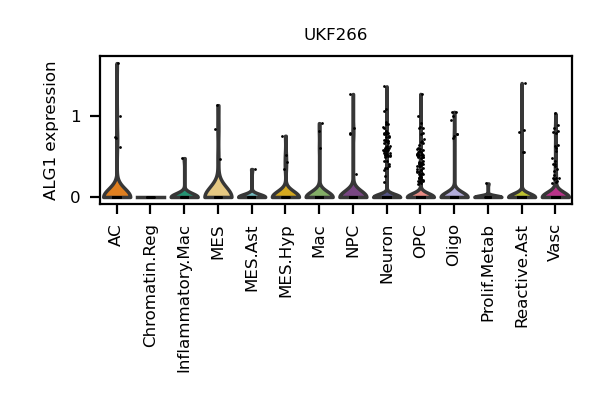 UKF266
ALG1 expression
1
0
AC
Chromatin.Reg
Inflammatory.Mac
MES
MES.Ast
MES.Hyp
Mac
NPC
Neuron
OPC
Oligo
Prolif.Metab
Reactive.Ast
Vasc